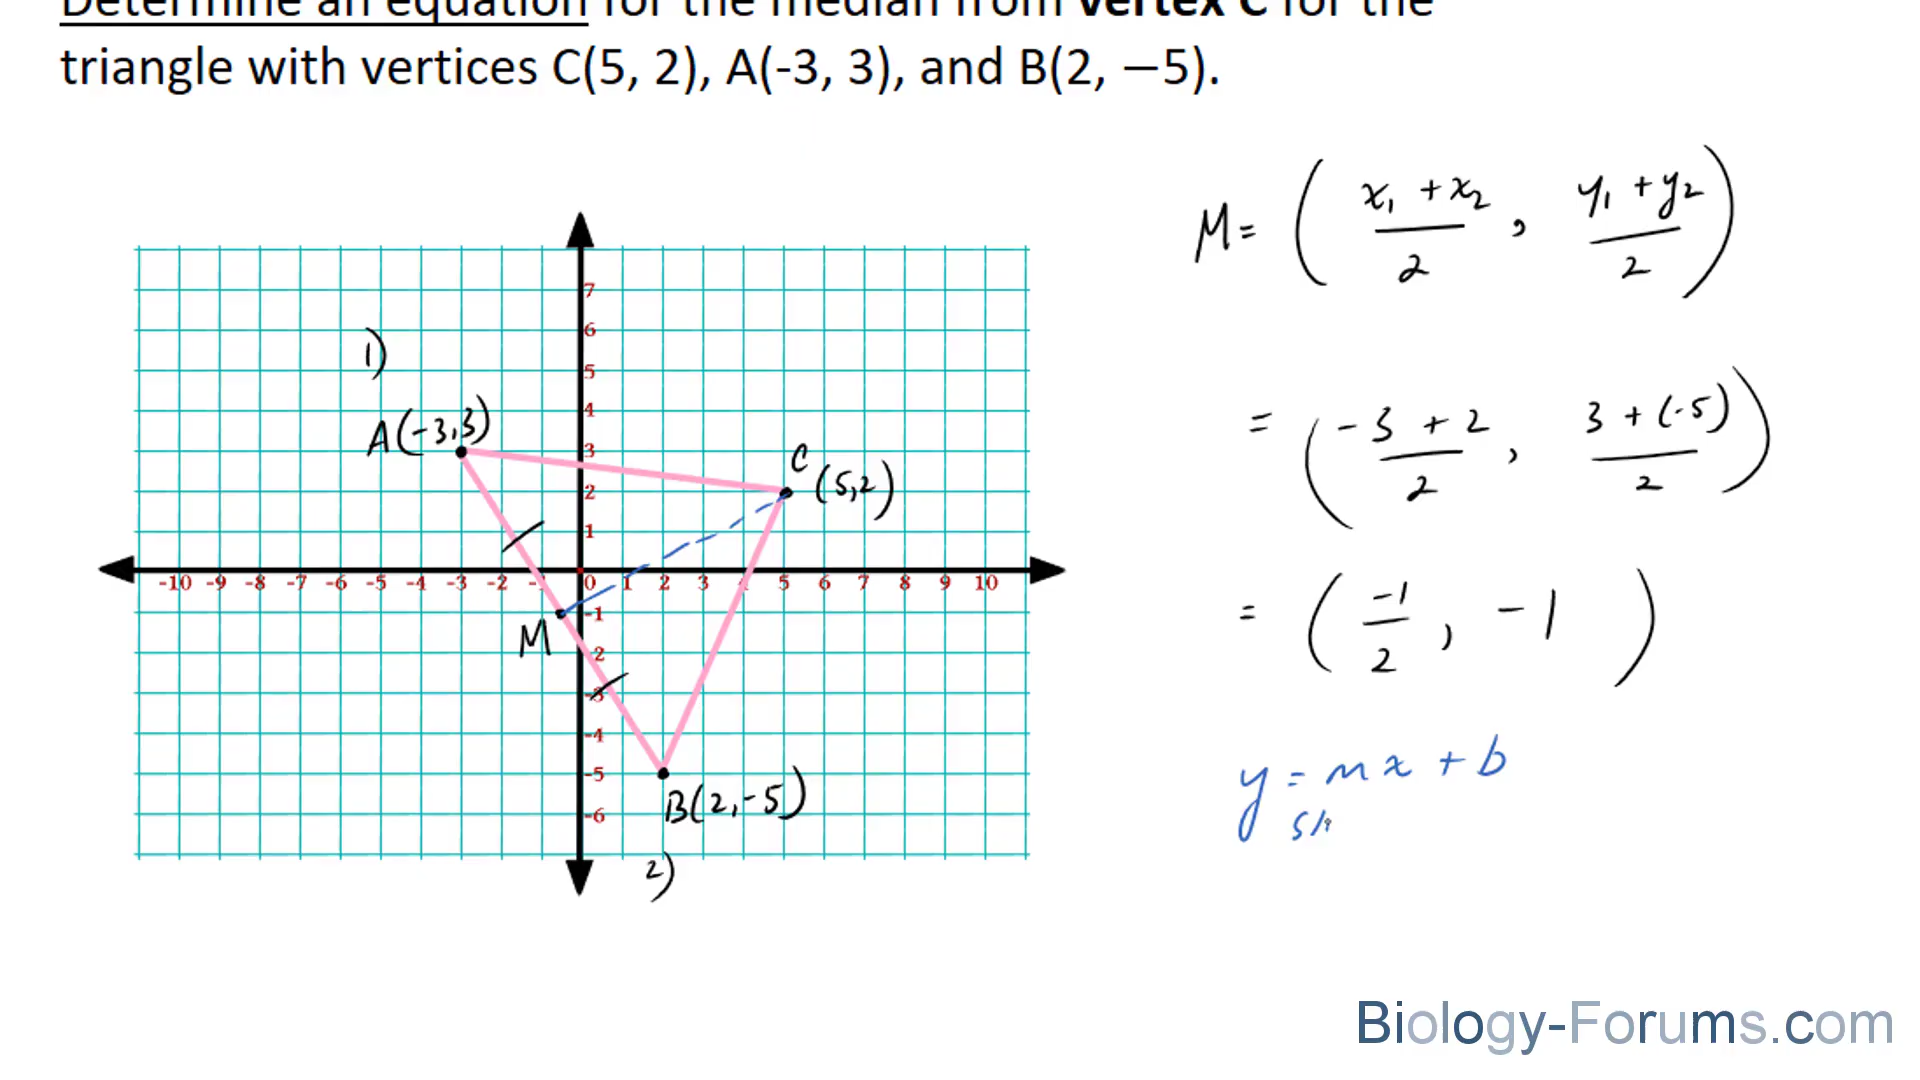 Determine an equation for the median from vertex C for the
triangle with vertices C(5, 2), A(-3, 3), and B(2, −5).
M = ( x₁ + x₂ / 2 , y₁ + y₂ / 2 )
7
6
1)
5
4
A(-3,3)
3
= ( -3 + 2 / 2 , 3 + (-5) / 2 )
C
(5,2)
2
1
-10 -9 -8 -7 -6 -5 -4 -3 -2 - 0 1 2 3 5 6 7 8 9 10
-1
= ( -1 / 2 , -1 )
M
-2
-3
-4
y = mx + b
-5
B(2,-5)
-6
2)
Biology-Forums.com